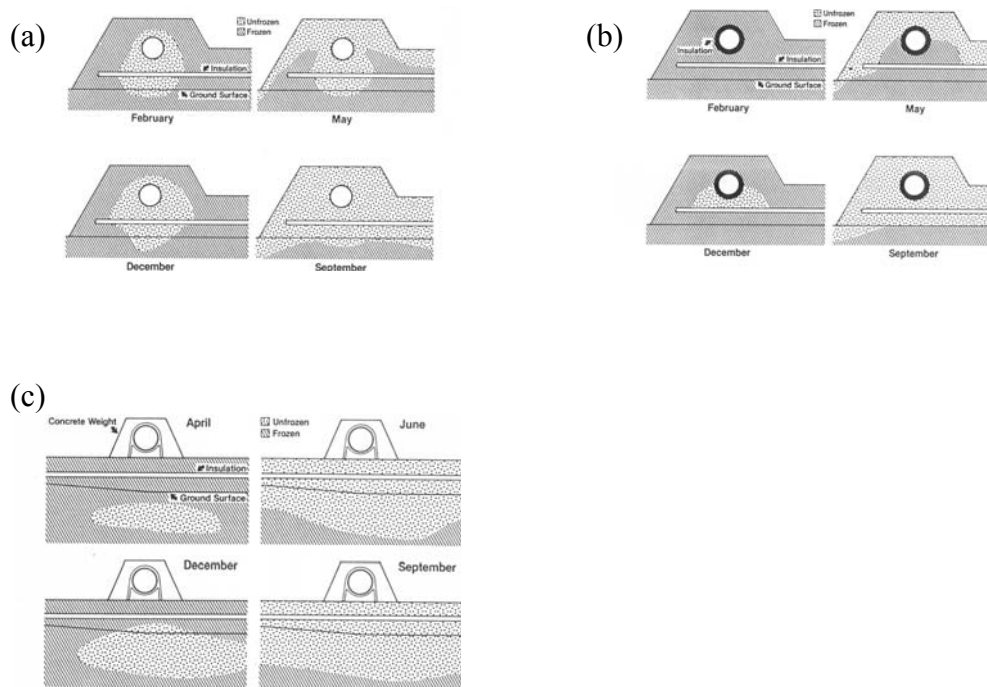 (a)
Unfrozen
Frozen
Insulation
Ground Surface
February
May
December
September
(b)
Unfrozen
Frozen
Insulation
Insulation
Ground Surface
February
May
December
September
(c)
Concrete Weight
April
Unfrozen
Frozen
June
Insulation
Ground Surface
December
September